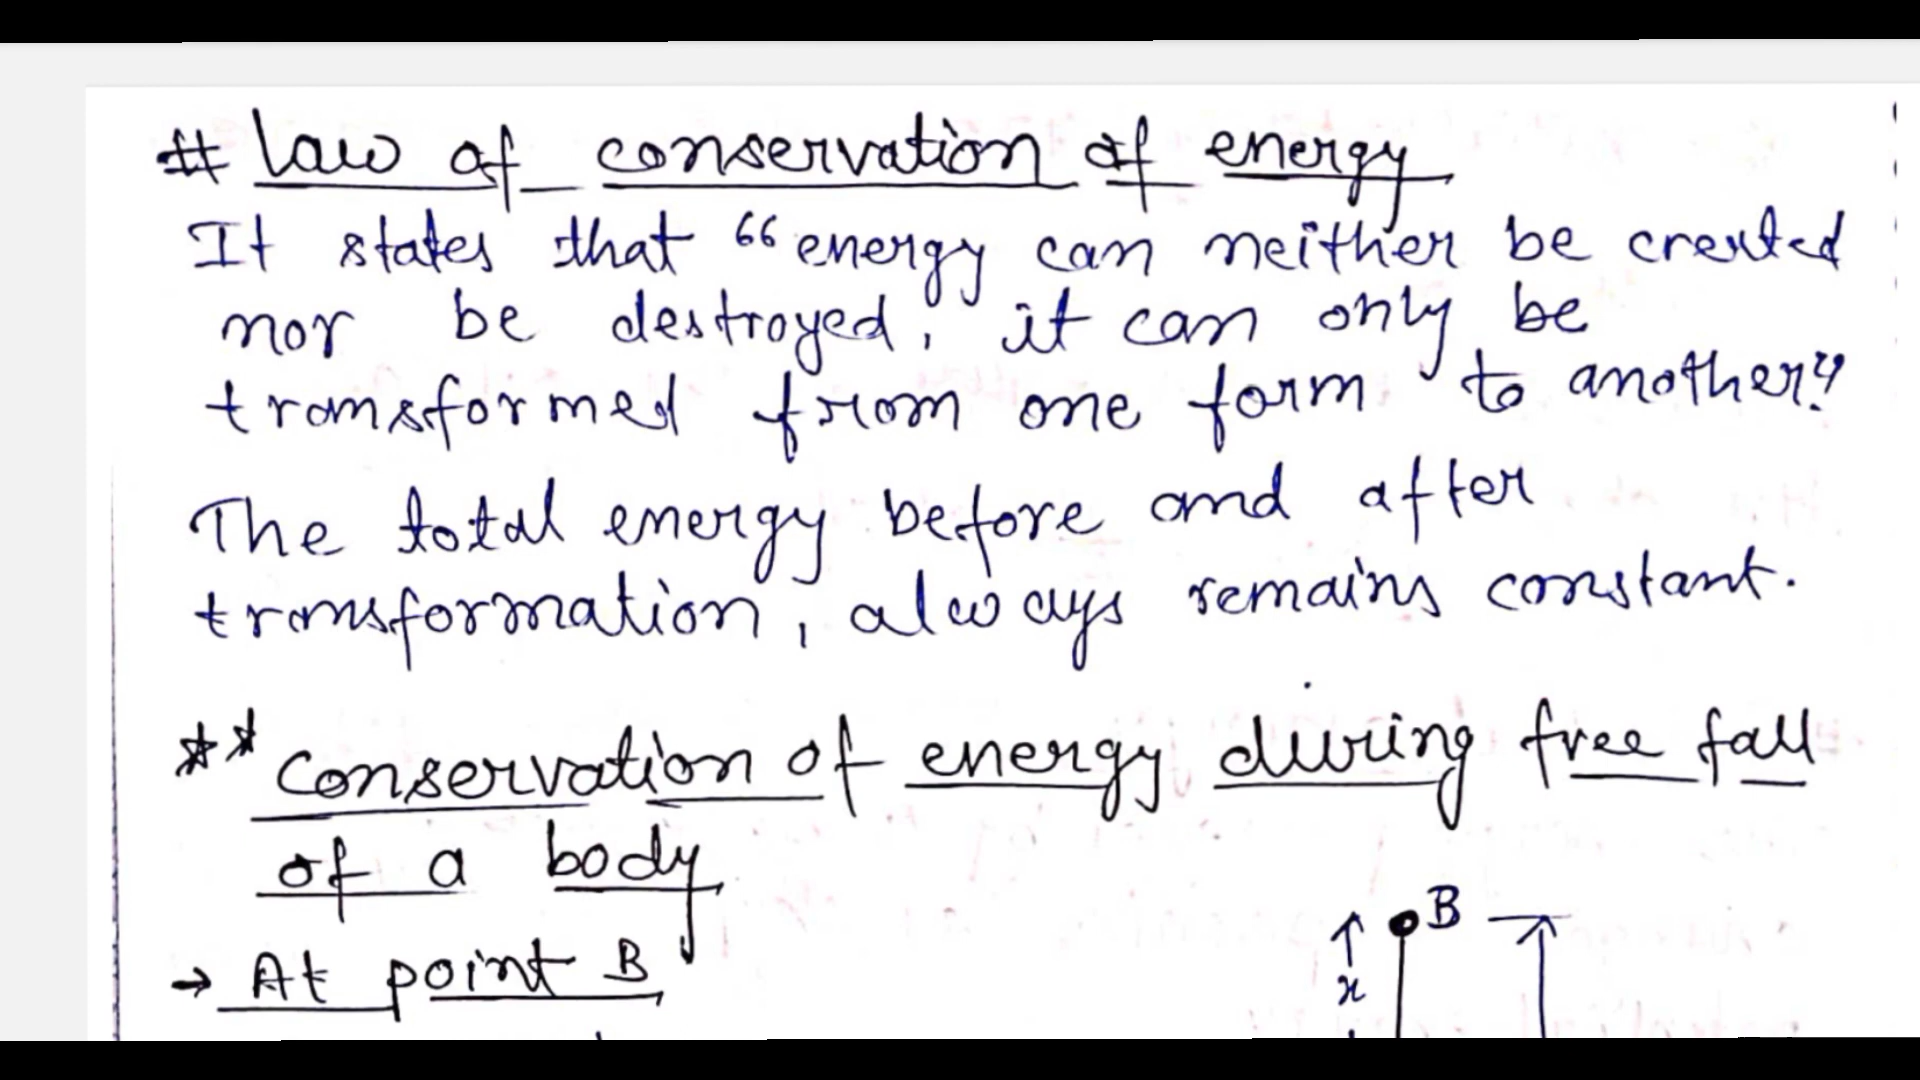 # Law of conservation of energy
It states that “energy can neither be created
nor be destroyed, it can only be
transformed from one form to another”
The total energy before and after
transformation, always remains constant.
** Conservation of energy during free fall
of a body
→ At point B
B
x